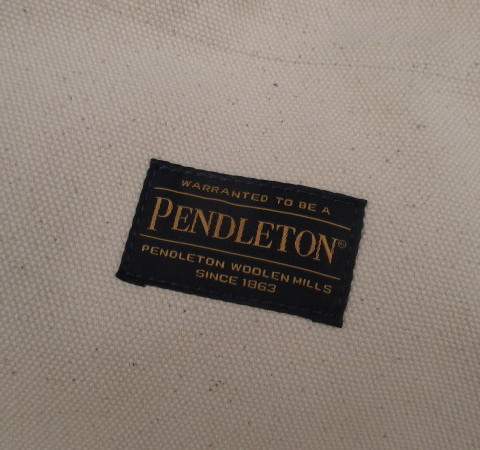 WARRANTED TO BE A
PENDLETON®
PENDLETON WOOLEN MILLS
SINCE 1863